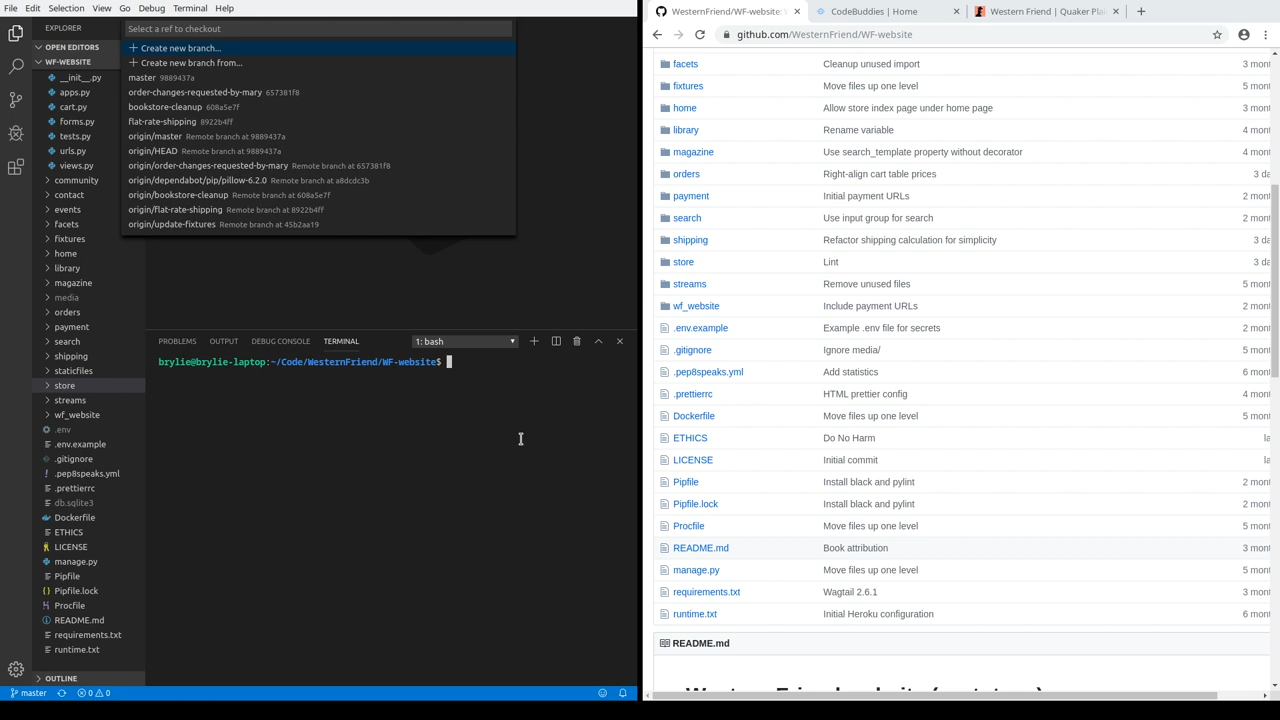 File Edit Selection View Go Debug Terminal Help
EXPLORER
OPEN EDITORS
WF-WEBSITE
__init__.py
apps.py
cart.py
forms.py
tests.py
urls.py
views.py
community
contact
events
facets
fixtures
home
library
magazine
media
orders
payment
search
shipping
staticfiles
store
streams
wf_website
.env
.env.example
.gitignore
.pep8speaks.yml
.prettierrc
db.sqlite3
Dockerfile
ETHICS
LICENSE
manage.py
Pipfile
Pipfile.lock
Procfile
README.md
requirements.txt
runtime.txt
OUTLINE
master 0 0
Select a ref to checkout
Create new branch...
Create new branch from...
master 9889437a
order-changes-requested-by-mary 657381f8
bookstore-cleanup 608a5e7f
flat-rate-shipping 8922b4ff
origin/master Remote branch at 9889437a
origin/HEAD Remote branch at 9889437a
origin/order-changes-requested-by-mary Remote branch at 657381f8
origin/dependabot/pip/pillow-6.2.0 Remote branch at a8dcdc3b
origin/bookstore-cleanup Remote branch at 608a5e7f
origin/flat-rate-shipping Remote branch at 8922b4ff
origin/update-fixtures Remote branch at 45b2aa19
PROBLEMS OUTPUT DEBUG CONSOLE TERMINAL 1: bash
brylie@brylie-laptop:~/Code/WesternFriend/WF-website$
WesternFriend/WF-website: CodeBuddies | Home Western Friend | Quaker Pla
github.com/WesternFriend/WF-website
facets Cleanup unused import 3 mont
fixtures Move files up one level 5 mont
home Allow store index page under home page 3 mont
library Rename variable 4 mont
magazine Use search_template property without decorator 4 mont
orders Right-align cart table prices 3 da
payment Initial payment URLs 2 mont
search Use input group for search 2 mont
shipping Refactor shipping calculation for simplicity 3 da
store Lint 3 da
streams Remove unused files 5 mont
wf_website Include payment URLs 2 mont
.env.example Example .env file for secrets 2 mont
.gitignore Ignore media/ 5 mont
.pep8speaks.yml Add statistics 6 mont
.prettierrc HTML prettier config 4 mont
Dockerfile Move files up one level 5 mont
ETHICS Do No Harm la
LICENSE Initial commit la
Pipfile Install black and pylint 2 mont
Pipfile.lock Install black and pylint 2 mont
Procfile Move files up one level 5 mont
README.md Book attribution 3 mont
manage.py Move files up one level 5 mont
requirements.txt Wagtail 2.6.1 3 mont
runtime.txt Initial Heroku configuration 6 mont
README.md